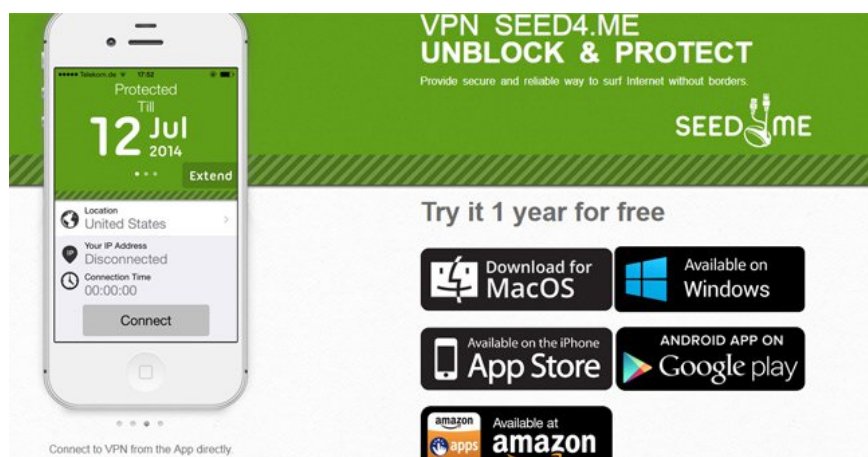 Telekom.de
17:52
Protected
Till
12 Jul
2014
Extend
Location
United States
IP
Your IP Address
Disconnected
Connection Time
00:00:00
Connect
Connect to VPN from the App directly.
VPN SEED4.ME
UNBLOCK & PROTECT
Provide secure and reliable way to surf Internet without borders.
SEED4ME
Try it 1 year for free
Download for
MacOS
Available on
Windows
Available on the iPhone
App Store
ANDROID APP ON
Google play
amazon
apps
Available at
amazon